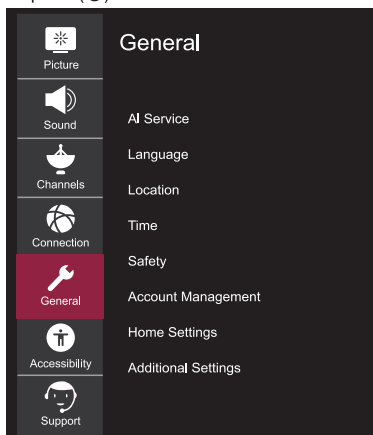 Picture
Sound
Channels
Connection
General
Accessibility
Support
General
AI Service
Language
Location
Time
Safety
Account Management
Home Settings
Additional Settings